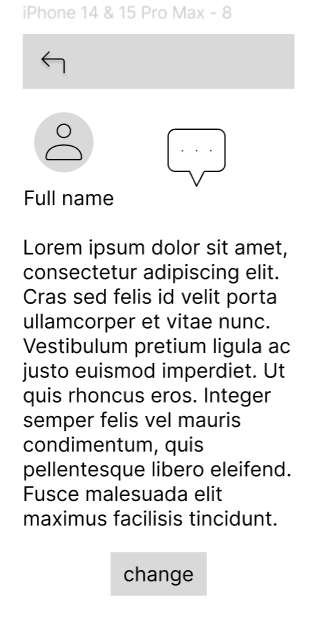 iPhone 14 & 15 Pro Max - 8
Full name
Lorem ipsum dolor sit amet,
consectetur adipiscing elit.
Cras sed felis id velit porta
ullamcorper et vitae nunc.
Vestibulum pretium ligula ac
justo euismod imperdiet. Ut
quis rhoncus eros. Integer
semper felis vel mauris
condimentum, quis
pellentesque libero eleifend.
Fusce malesuada elit
maximus facilisis tincidunt.
change